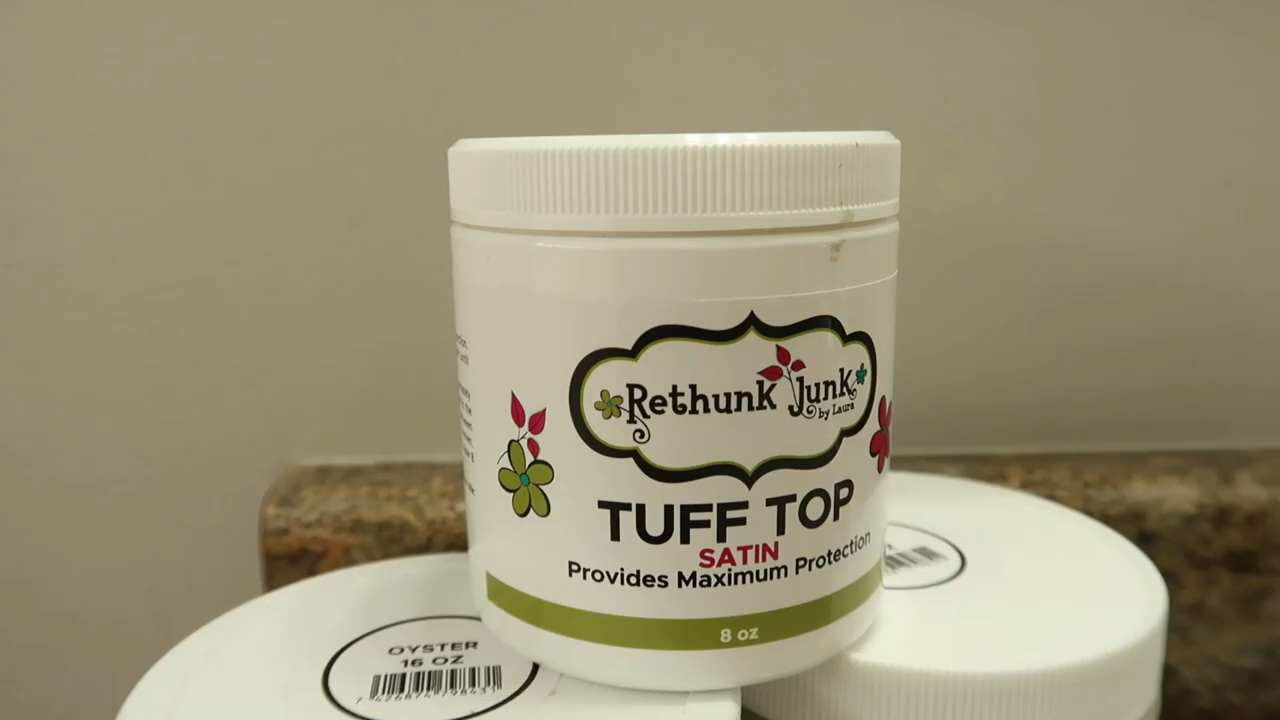 Rethunk Junk
by Laura
TUFF TOP
SATIN
Provides Maximum Protection
8 oz
OYSTER
16 OZ